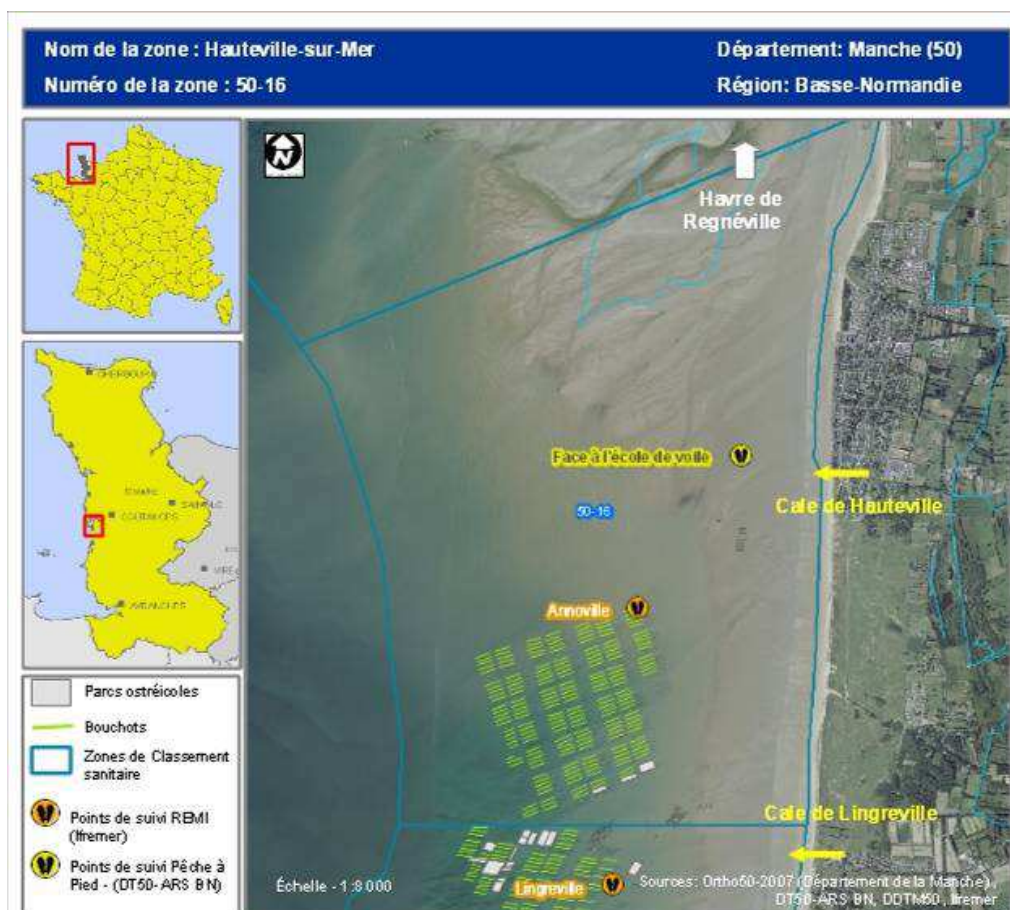 Nom de la zone : Hauteville-sur-Mer
Département: Manche (50)
Numéro de la zone : 50-16
Région: Basse-Normandie
N
Havre de
Regnéville
CHERBOURG
COUTANCES
AVRANCHES
Face à l'école de voile
Cale de Hauteville
50-16
Annoville
Cale de Lingreville
Lingreville
Parcs ostréicoles
Bouchots
Zones de Classement
sanitaire
Points de suivi REMI
(Ifremer)
Points de suivi Pêche à
Pied - (DT50-ARS BN)
Échelle - 1:8 000
Sources : Ortho50-2007 (Département de la Manche),
DT50-ARS BN, DDTM50, Ifremer